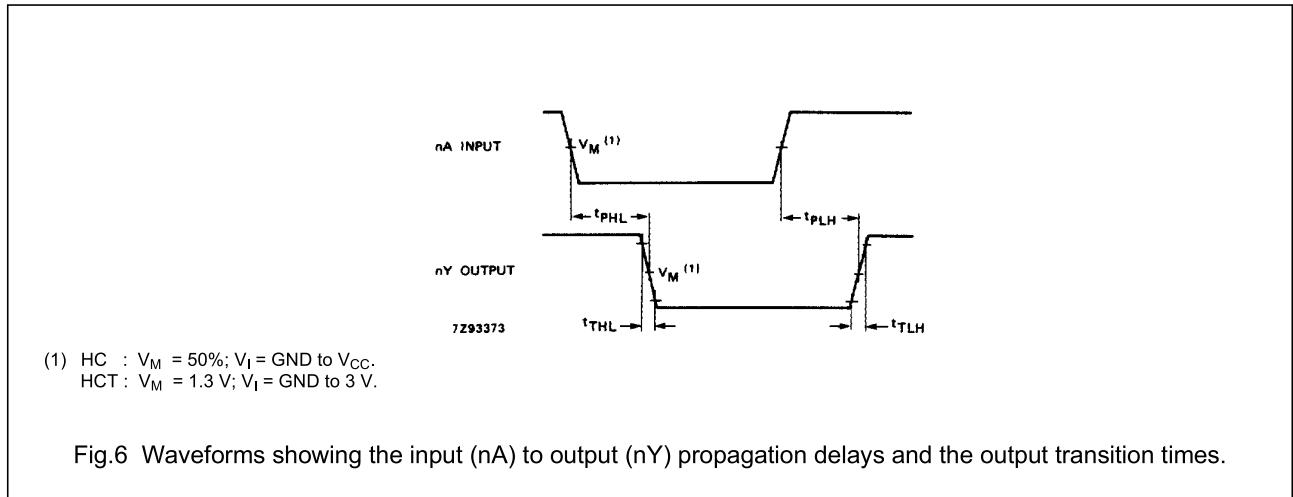 nA INPUT
V_M (1)
t_PHL
t_PLH
nY OUTPUT
V_M (1)
7Z93373
t_THL
t_TLH
(1) HC : V_M = 50%; V_I = GND to V_CC.
HCT : V_M = 1.3 V; V_I = GND to 3 V.
Fig.6 Waveforms showing the input (nA) to output (nY) propagation delays and the output transition times.